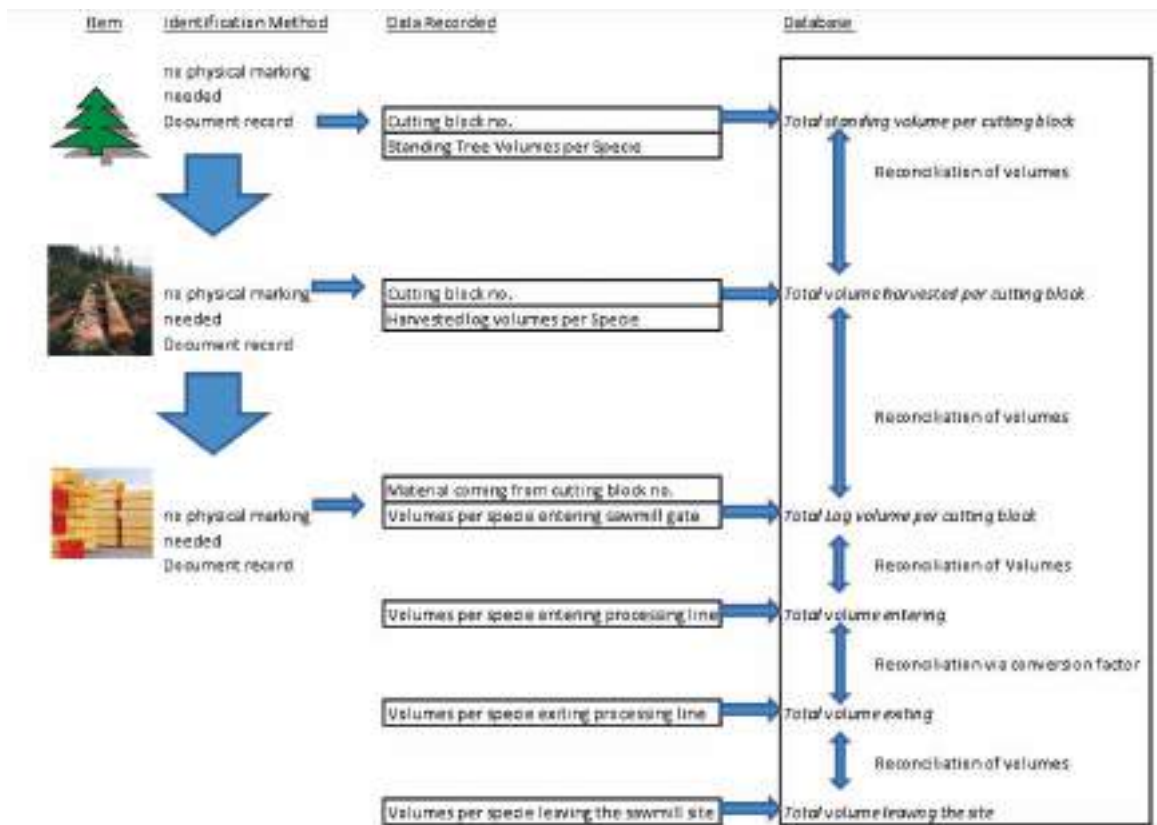 Item Identification Method Data Recorded Database
no physical marking
needed
Document record
Cutting block no.
Standing Tree Volumes per Specie
Total standing volume per cutting block
Reconciliation of volumes
no physical marking
needed
Document record
Cutting block no.
Harvested log volumes per Specie
Total volume harvested per cutting block
Reconciliation of volumes
no physical marking
needed
Document record
Material coming from cutting block no.
Volumes per specie entering sawmill gate
Total Log volume per cutting block
Reconciliation of Volumes
Volumes per specie entering processing line
Total volume entering
Reconciliation via conversion factor
Volumes per specie exiting processing line
Total volume exiting
Reconciliation of volumes
Volumes per specie leaving the sawmill site
Total volume leaving the site